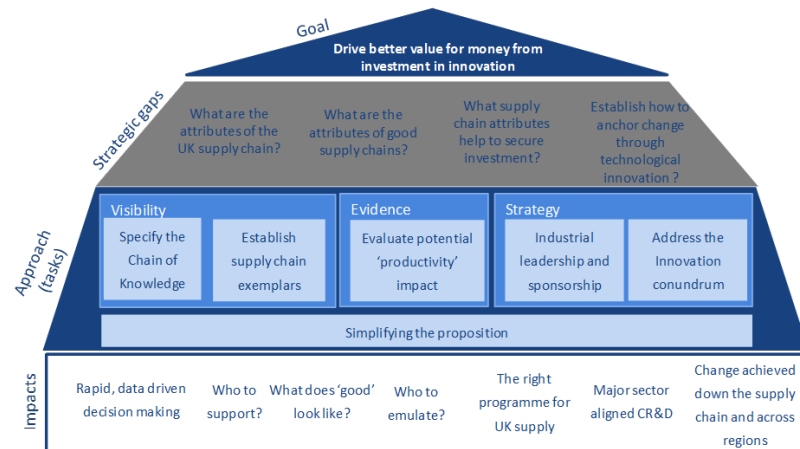 Goal
Drive better value for money from
investment in innovation
Strategic gaps
What are the
attributes of the
UK supply chain?
What are the
attributes of good
supply chains?
What supply
chain attributes
help to secure
investment?
Establish how to
anchor change
through
technological
innovation ?
Approach
(tasks)
Visibility
Specify the
Chain of
Knowledge
Establish
supply chain
exemplars
Evidence
Evaluate potential
‘productivity’
impact
Strategy
Industrial
leadership and
sponsorship
Address the
Innovation
conundrum
Simplifying the proposition
Impacts
Rapid, data driven
decision making
Who to
support?
What does ‘good’
look like?
Who to
emulate?
The right
programme for
UK supply
Major sector
aligned CR&D
Change achieved
down the supply
chain and across
regions